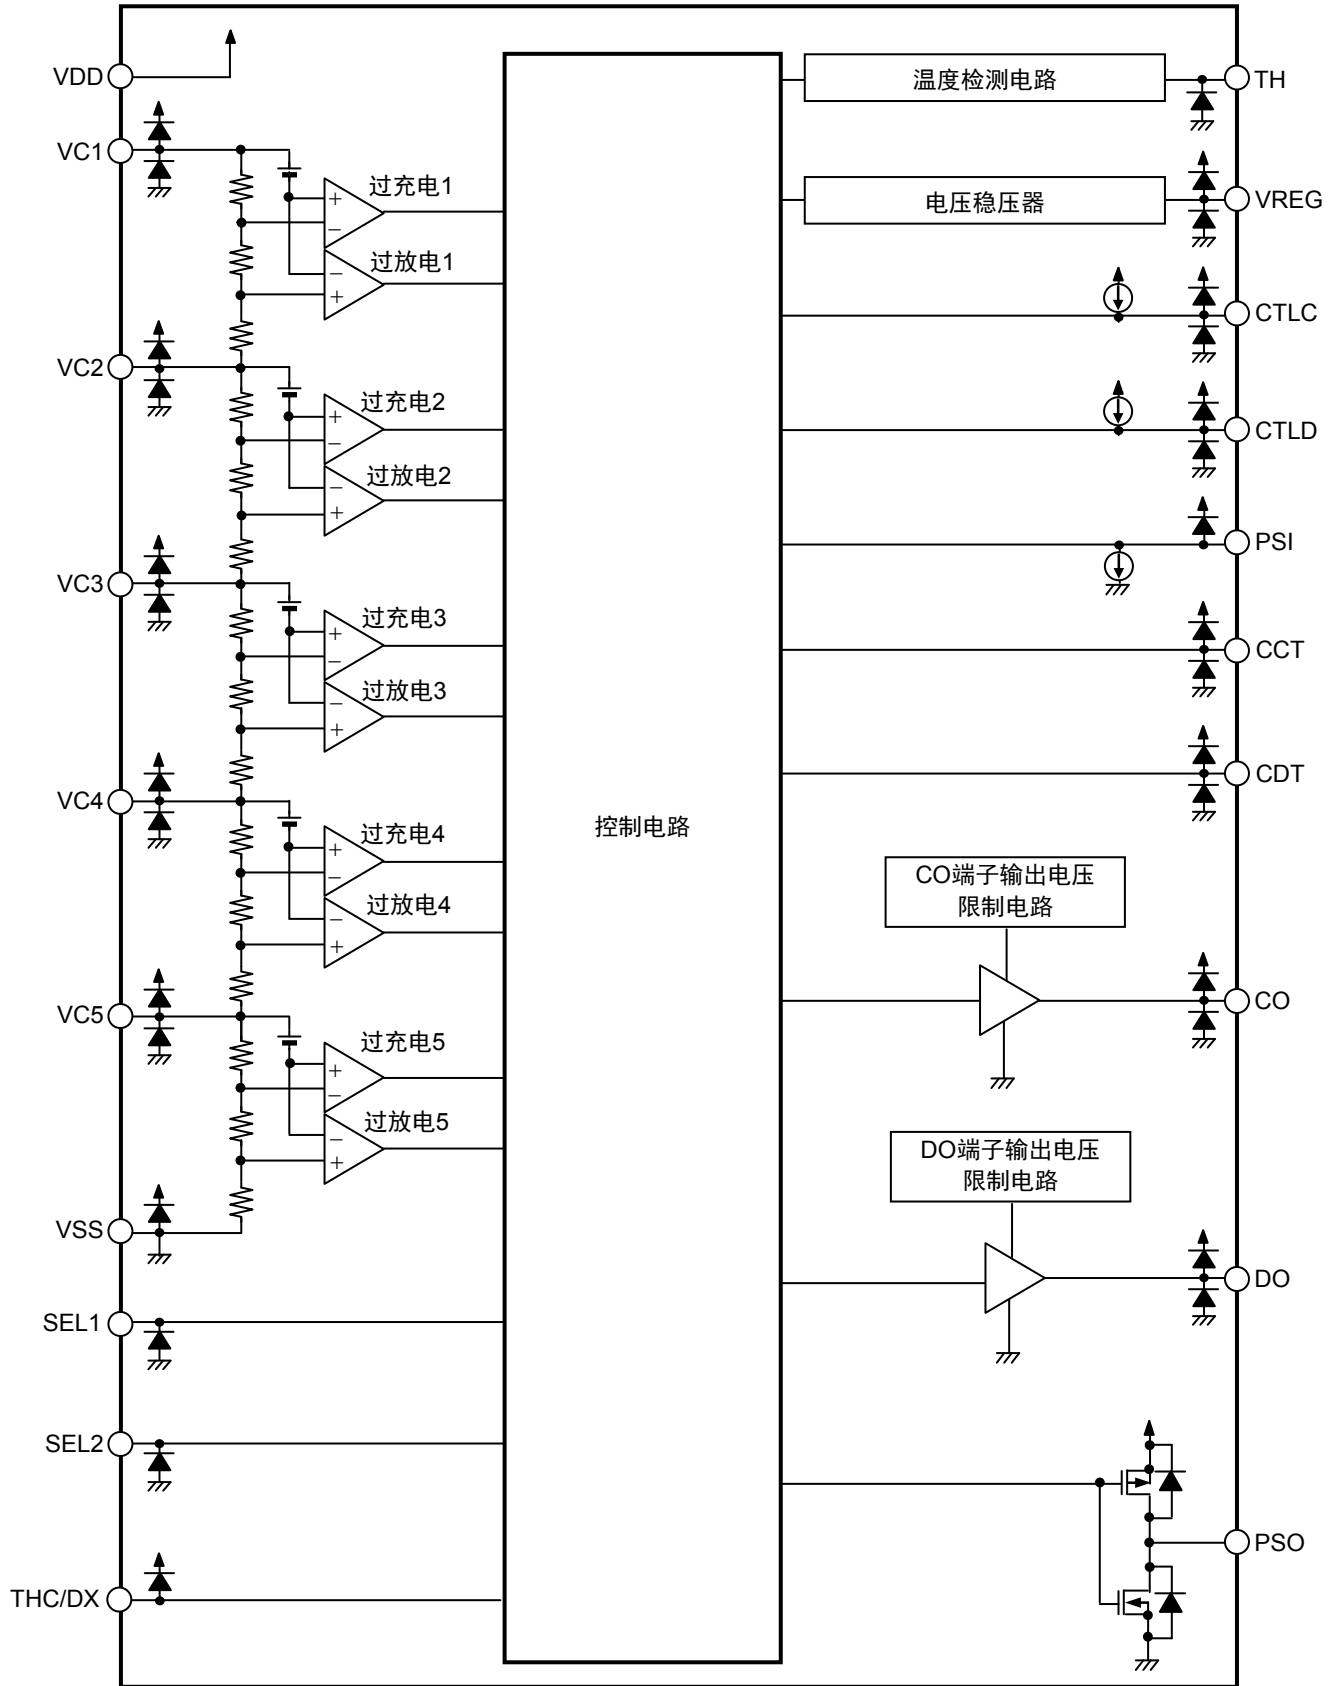 VDD
VC1
VC2
VC3
VC4
VC5
VSS
SEL1
SEL2
THC/DX
过充电1
+
−
过放电1
−
+
过充电2
+
−
过放电2
−
+
过充电3
+
−
过放电3
−
+
过充电4
+
−
过放电4
−
+
过充电5
+
−
过放电5
−
+
控制电路
温度检测电路
电压稳压器
CO端子输出电压
限制电路
DO端子输出电压
限制电路
TH
VREG
CTLC
CTLD
PSI
CCT
CDT
CO
DO
PSO